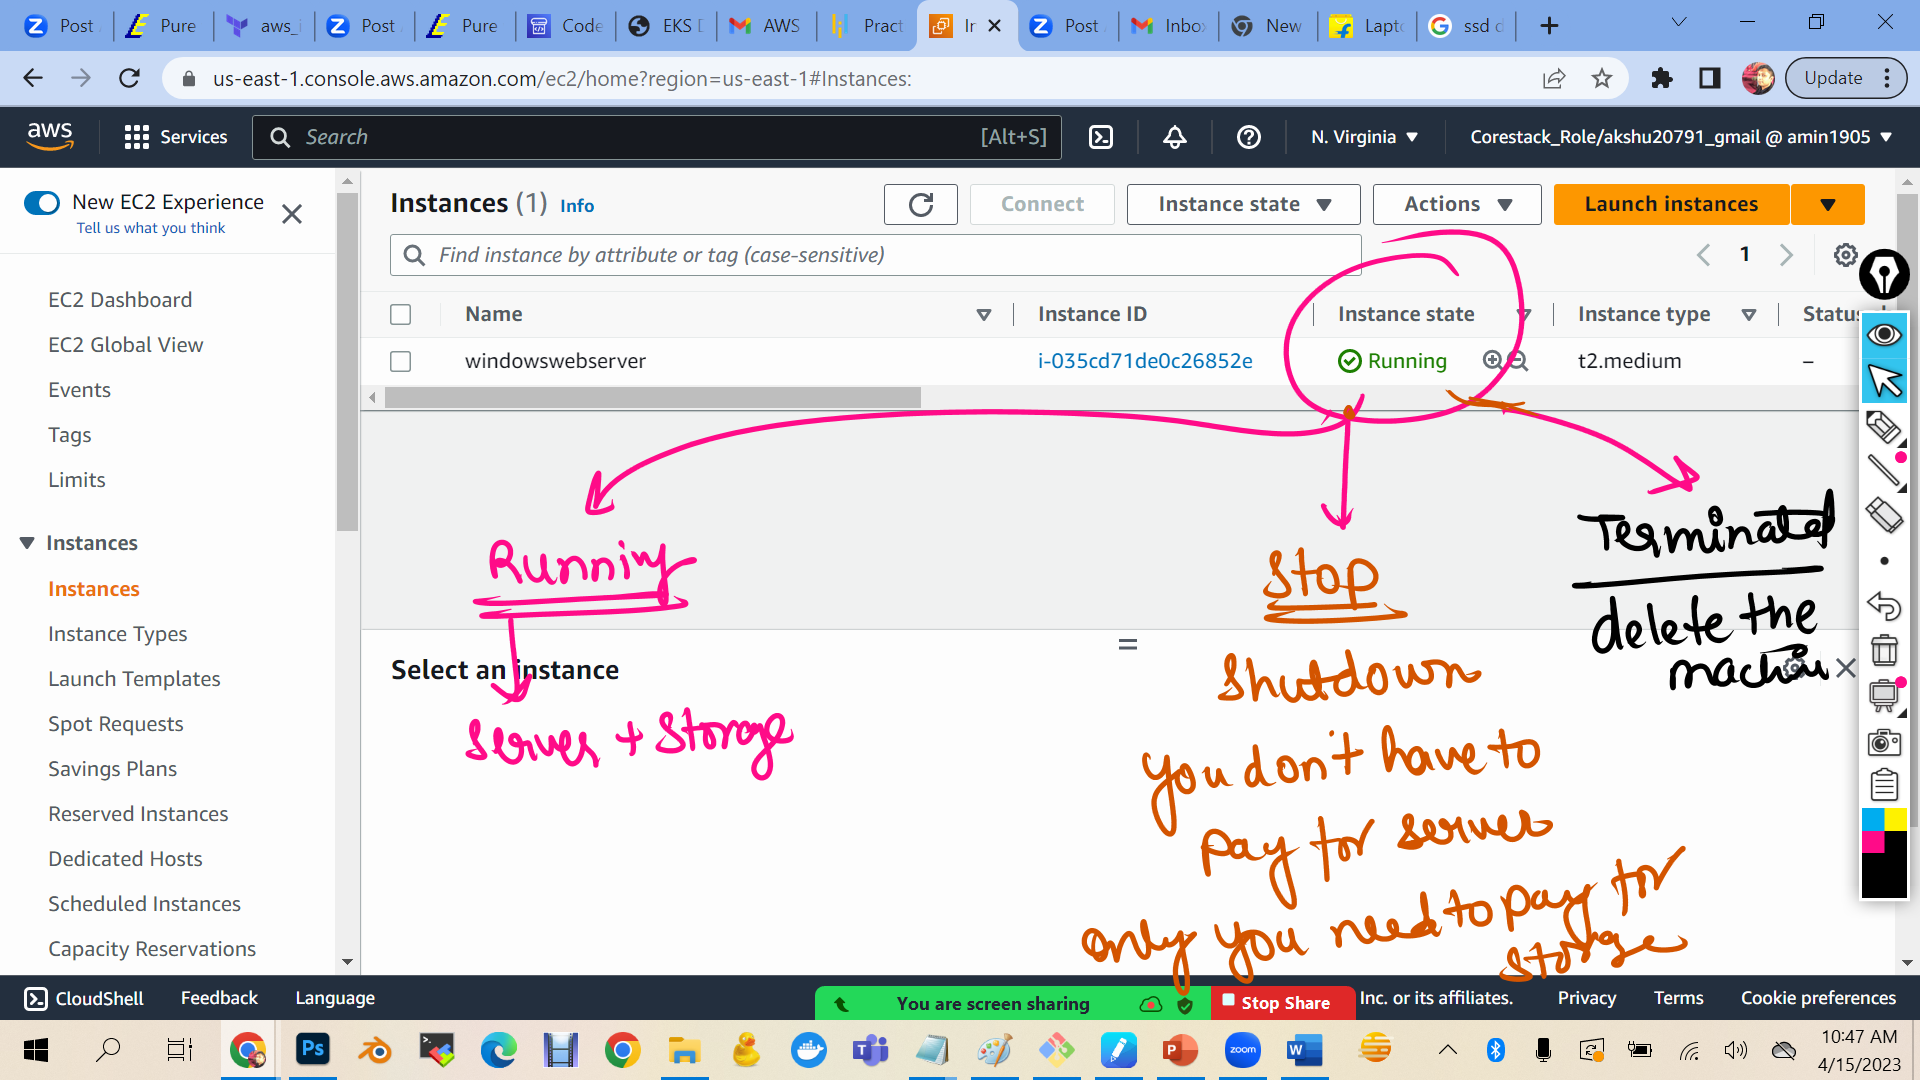 Post
Pure
aws_i
Post
Pure
Code
EKS D
AWS
Pract
In
Post
Inbo
New
Lapt
ssd d
us-east-1.console.aws.amazon.com/ec2/home?region=us-east-1#Instances:
Update
aws
Services
Search
[Alt+S]
N. Virginia
Corestack_Role/akshu20791_gmail @ amin1905
New EC2 Experience
Tell us what you think
EC2 Dashboard
EC2 Global View
Events
Tags
Limits
Instances
Instances
Instance Types
Launch Templates
Spot Requests
Savings Plans
Reserved Instances
Dedicated Hosts
Scheduled Instances
Capacity Reservations
Instances (1) Info
Connect
Instance state
Actions
Launch instances
Find instance by attribute or tag (case-sensitive)
1
Name
Instance ID
Instance state
Instance type
Status
windowswebserver
i-035cd71de0c26852e
Running
t2.medium
–
Running
Server + Storage
Stop
Shutdown
You don't have to
Pay for server
only you need to pay for
storage
Terminated
delete the
machin
Select an instance
CloudShell
Feedback
Language
You are screen sharing
Stop Share
Inc. or its affiliates.
Privacy
Terms
Cookie preferences
Ps
zoom
10:47 AM
4/15/2023